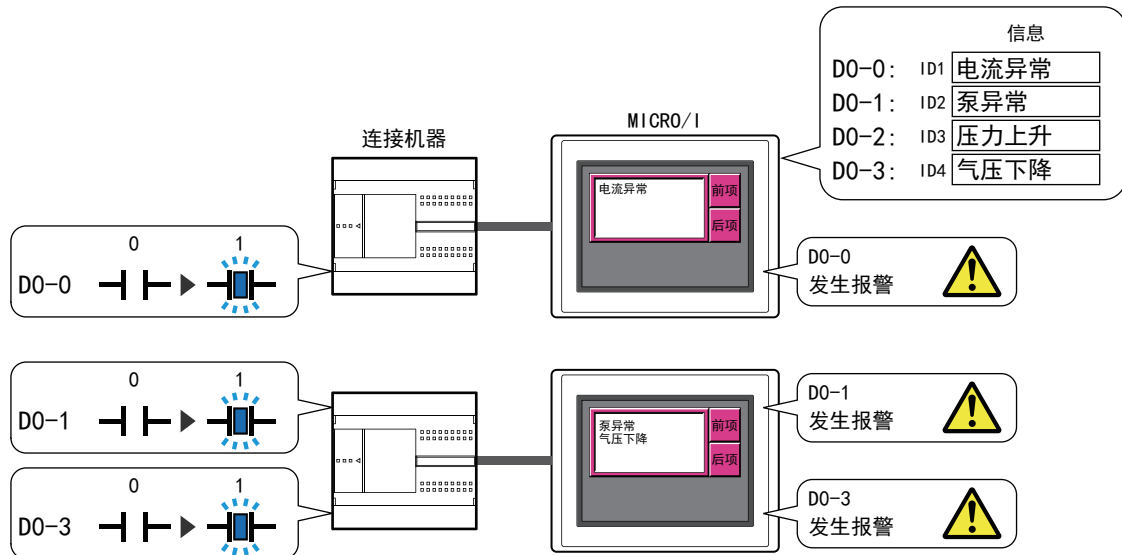 信息
D0-0: ID1 电流异常
D0-1: ID2 泵异常
D0-2: ID3 压力上升
D0-3: ID4 气压下降
连接机器
MICRO/I
电流异常
前项
后项
0 1
D0-0
D0-0
发生报警
0 1
D0-1
泵异常
气压下降
前项
后项
D0-1
发生报警
0 1
D0-3
D0-3
发生报警